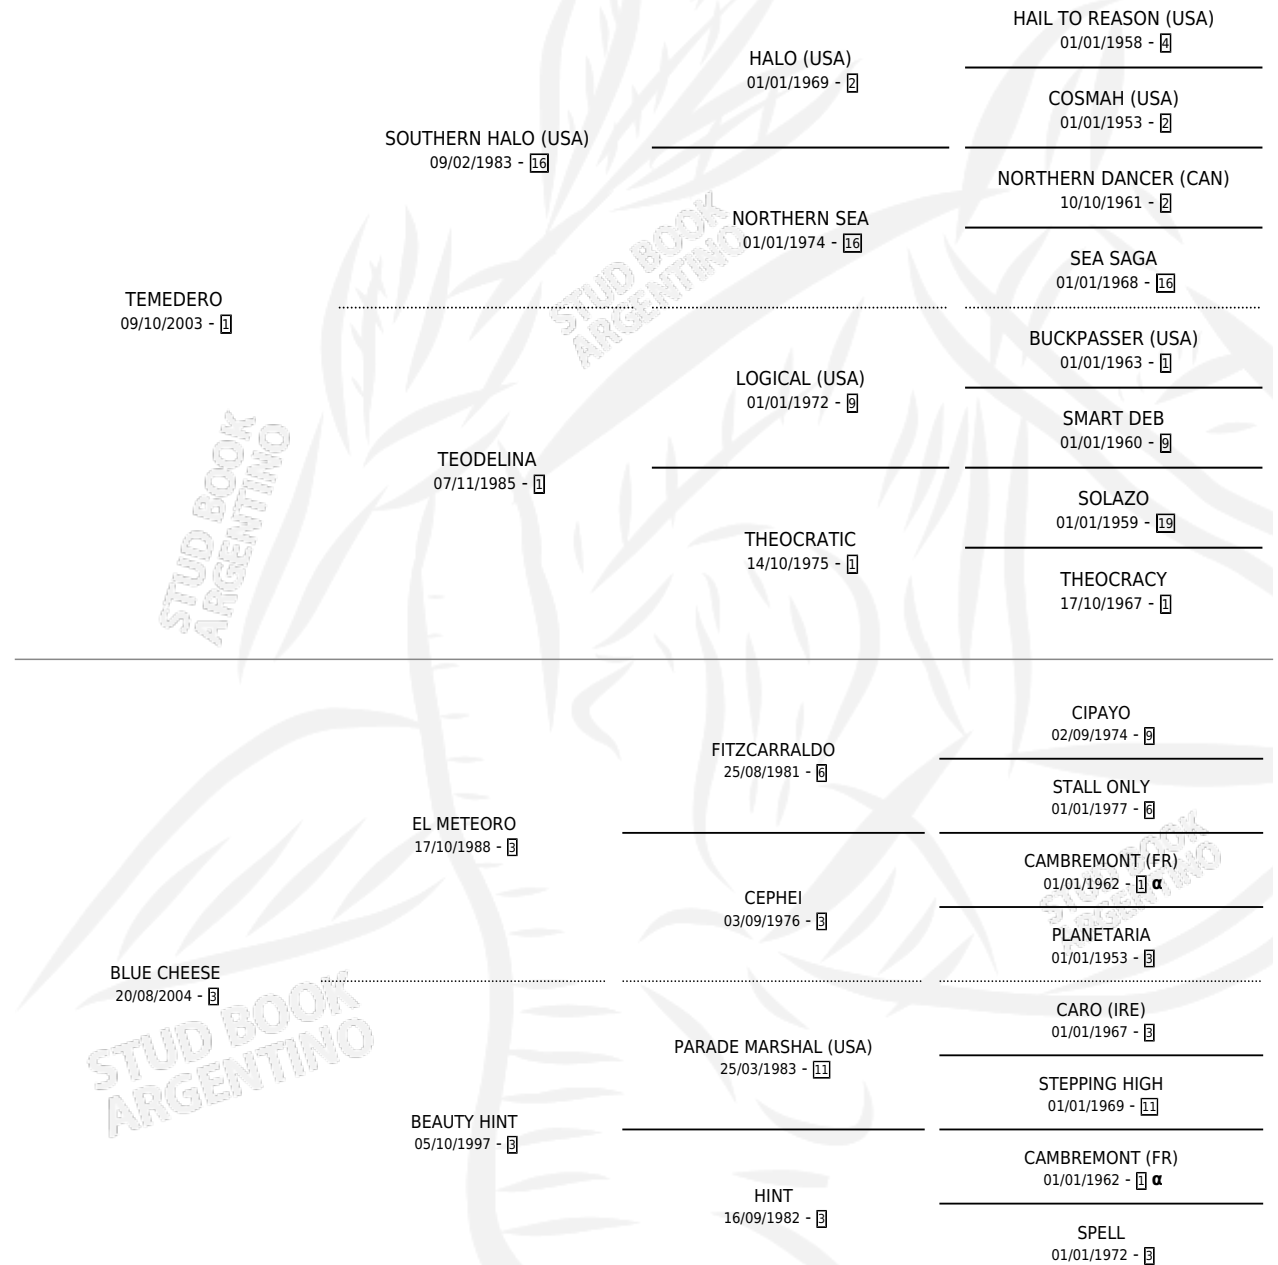 HAIL TO REASON (USA)
01/01/1958 - 4
HALO (USA)
01/01/1969 - 2
COSMAH (USA)
01/01/1953 - 2
SOUTHERN HALO (USA)
09/02/1983 - 16
NORTHERN DANCER (CAN)
10/10/1961 - 2
NORTHERN SEA
01/01/1974 - 16
SEA SAGA
01/01/1968 - 16
STUD BOOK
ARGENTINO
TEMEDERO
09/10/2003 - 1
BUCKPASSER (USA)
01/01/1963 - 1
LOGICAL (USA)
01/01/1972 - 9
SMART DEB
01/01/1960 - 9
TEODELINA
07/11/1985 - 1
SOLAZO
01/01/1959 - 19
THEOCRATIC
14/10/1975 - 1
THEOCRACY
17/10/1967 - 1
STUD BOOK
ARGENTINO
CIPAYO
02/09/1974 - 9
FITZCARRALDO
25/08/1981 - 6
STALL ONLY
01/01/1977 - 6
EL METEORO
17/10/1988 - 3
CAMBREMONT (FR)
01/01/1962 - 1 α
CEPHEI
03/09/1976 - 3
PLANETARIA
01/01/1953 - 3
STUD BOOK
ARGENTINO
BLUE CHEESE
20/08/2004 - 3
CARO (IRE)
01/01/1967 - 3
PARADE MARSHAL (USA)
25/03/1983 - 11
STEPPING HIGH
01/01/1969 - 11
STUD BOOK
ARGENTINO
BEAUTY HINT
05/10/1997 - 3
CAMBREMONT (FR)
01/01/1962 - 1 α
HINT
16/09/1982 - 3
SPELL
01/01/1972 - 3